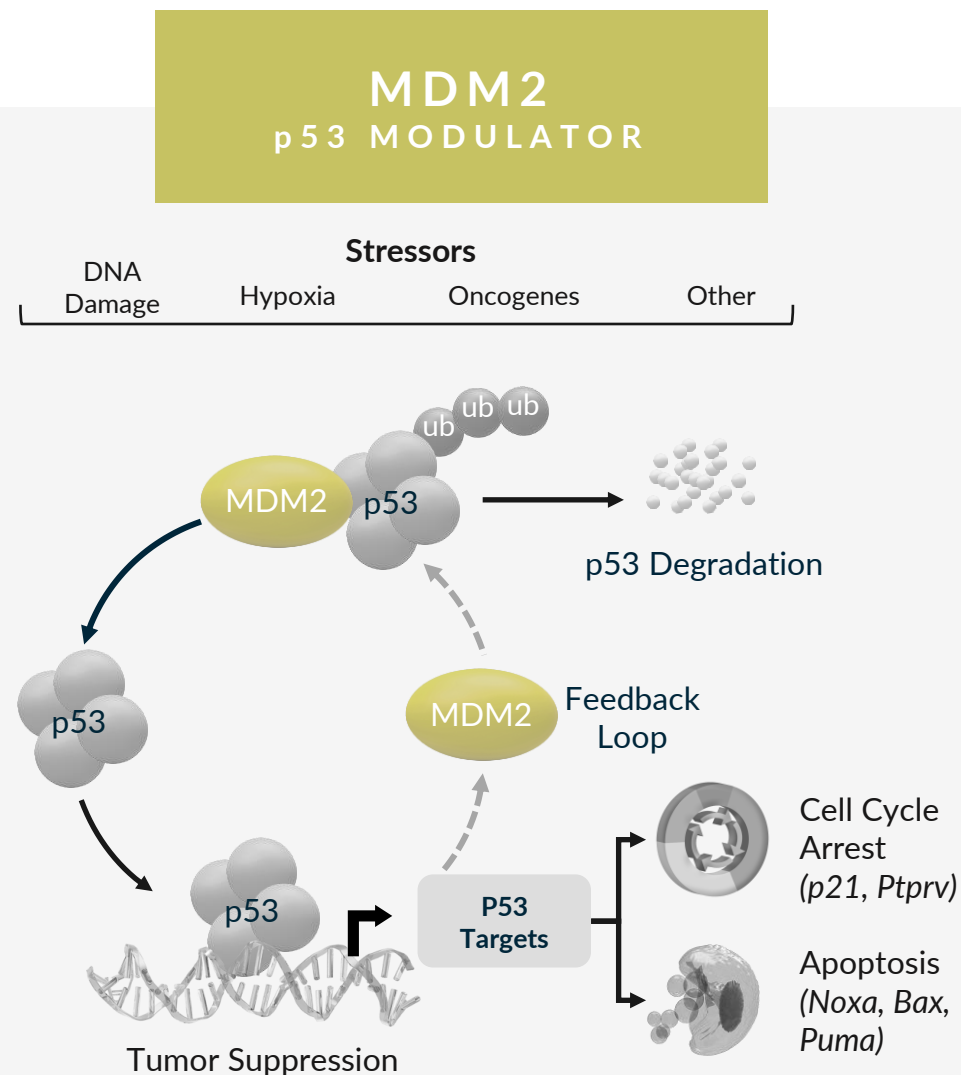 MDM2
p53 MODULATOR
Stressors
DNA
Damage
Hypoxia
Oncogenes
Other
ub
ub
ub
MDM2
p53
p53 Degradation
p53
MDM2
Feedback
Loop
p53
P53
Targets
Cell Cycle
Arrest
(p21, Ptprv)
Apoptosis
(Noxa, Bax,
Puma)
Tumor Suppression